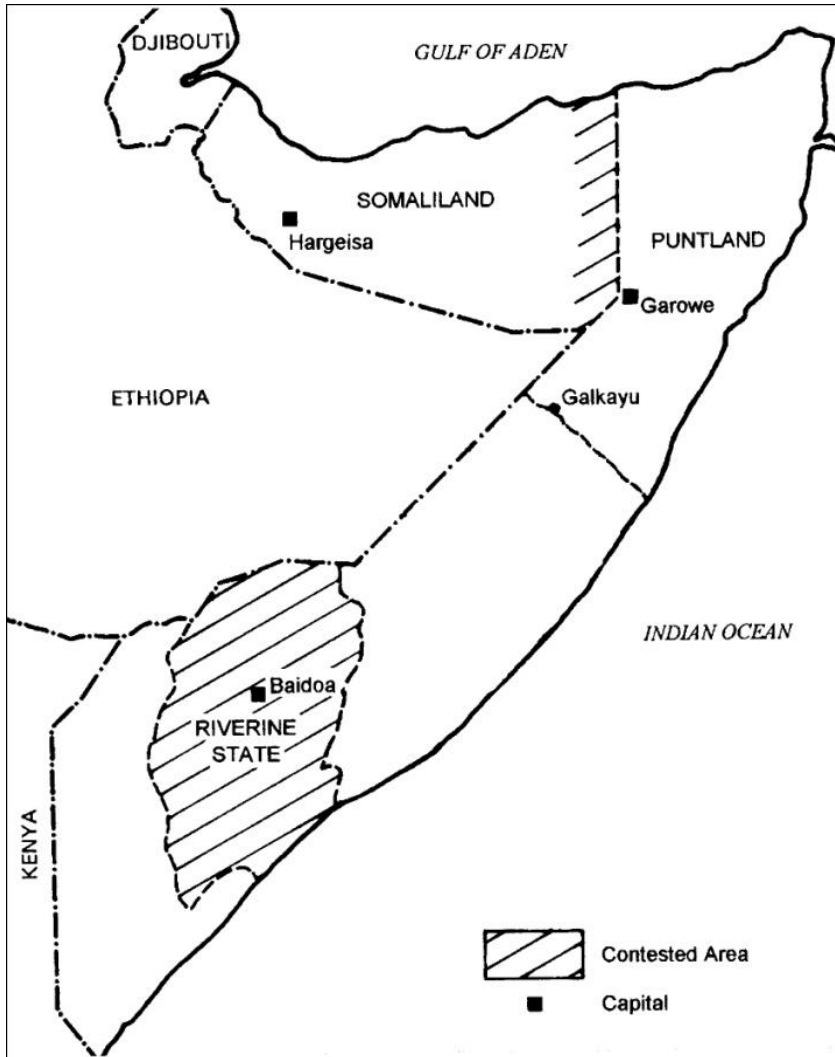 DJIBOUTI
GULF OF ADEN
SOMALILAND
Hargeisa
PUNTLAND
Garowe
ETHIOPIA
Galkayu
INDIAN OCEAN
Baidoa
RIVERINE
STATE
KENYA
Contested Area
Capital